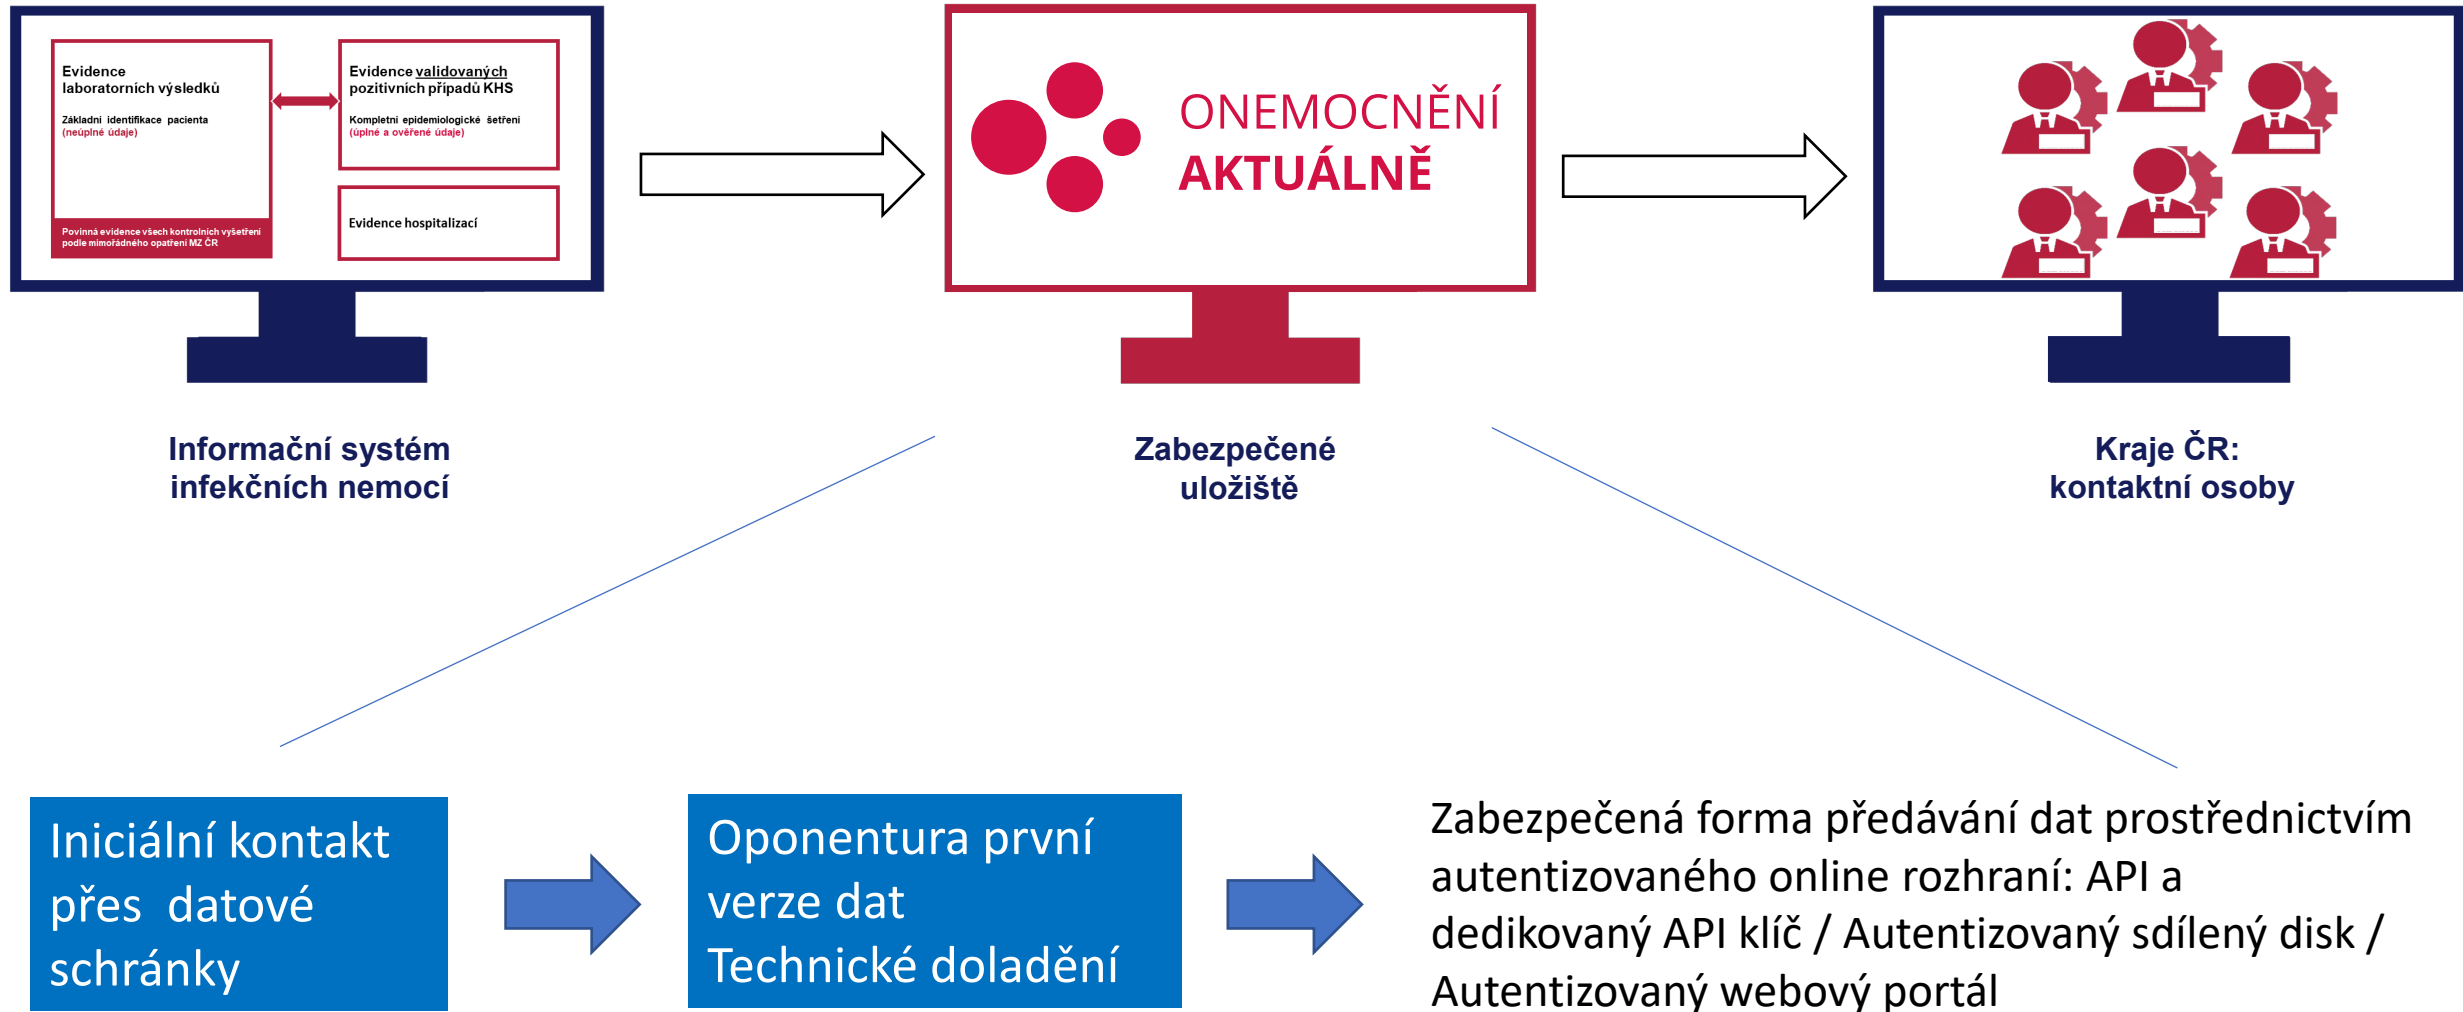 Evidence
laboratorních výsledků
Základní identifikace pacienta
(neúplné údaje)
Povinná evidence všech kontrolních vyšetření
podle mimořádného opatření MZ ČR
Evidence validovaných
pozitivních případů KHS
Kompletní epidemiologické šetření
(úplné a ověřené údaje)
Evidence hospitalizací
ONEMOCNĚNÍ
AKTUÁLNĚ
Informační systém
infekčních nemocí
Zabezpečené
uložiště
Kraje ČR:
kontaktní osoby
Iniciální kontakt
přes datové
schránky
Oponentura první
verze dat
Technické doladění
Zabezpečená forma předávání dat prostřednictvím
autentizovaného online rozhraní: API a
dedikovaný API klíč / Autentizovaný sdílený disk /
Autentizovaný webový portál